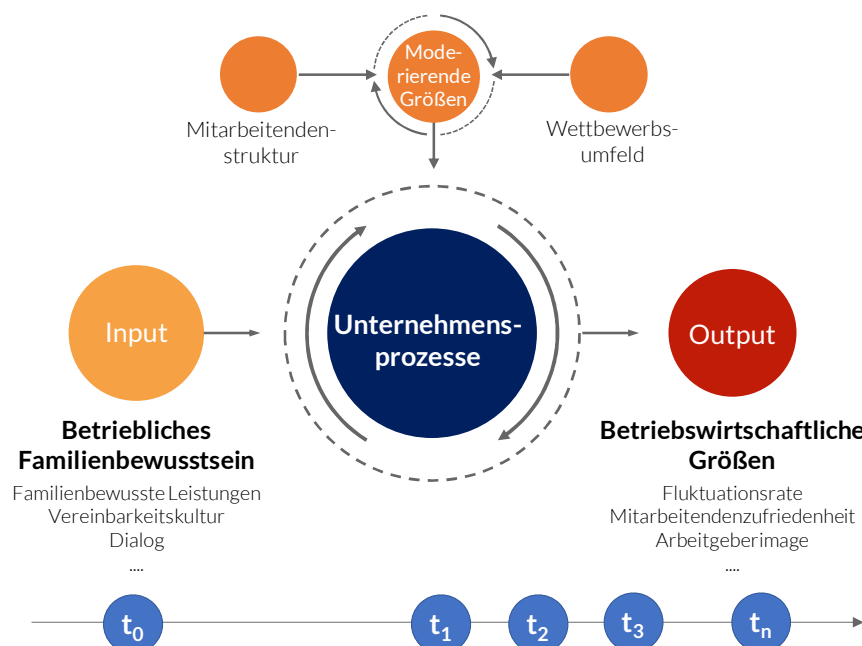 Mode-
rierende
Größen
Mitarbeitenden-
struktur
Wettbewerbs-
umfeld
Input
Unternehmens-
prozesse
Output
Betriebliches
Familienbewusstsein
Familienbewusste Leistungen
Vereinbarkeitskultur
Dialog
....
Betriebswirtschaftliche
Größen
Fluktuationsrate
Mitarbeitendenzufriedenheit
Arbeitgeberimage
....
t0 t1 t2 t3 tn